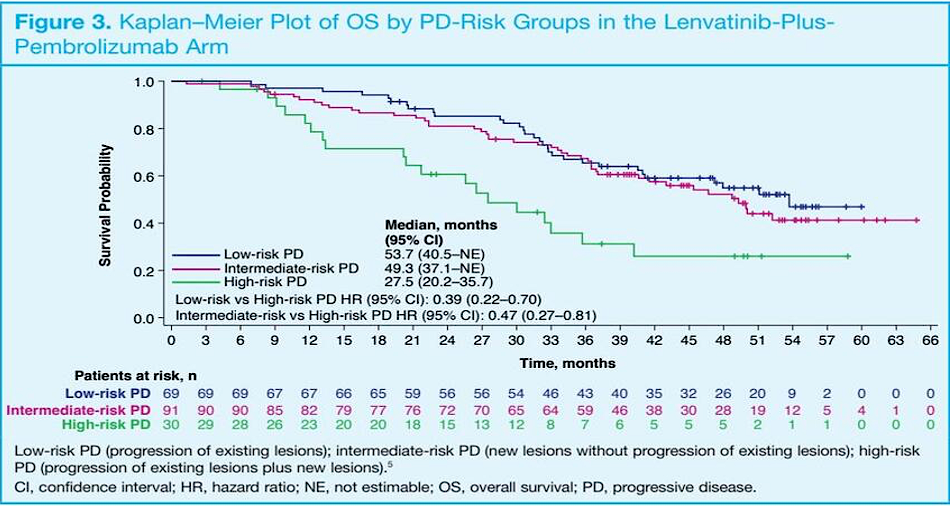 Figure 3. Kaplan–Meier Plot of OS by PD-Risk Groups in the Lenvatinib-Plus-
Pembrolizumab Arm
Survival Probability
1.0
0.8
0.6
0.4
0.2
0.0
Median, months
(95% CI)
Low-risk PD 53.7 (40.5–NE)
Intermediate-risk PD 49.3 (37.1–NE)
High-risk PD 27.5 (20.2–35.7)
Low-risk vs High-risk PD HR (95% CI): 0.39 (0.22–0.70)
Intermediate-risk vs High-risk PD HR (95% CI): 0.47 (0.27–0.81)
0 3 6 9 12 15 18 21 24 27 30 33 36 39 42 45 48 51 54 57 60 63 66
Time, months
Patients at risk, n
Low-risk PD 69 69 69 67 67 66 65 59 56 56 54 46 43 40 35 32 26 20 9 2 0 0 0
Intermediate-risk PD 91 90 90 85 82 79 77 76 72 70 65 64 59 46 38 30 28 19 12 5 4 1 0
High-risk PD 30 29 28 26 23 20 20 18 15 13 12 8 7 6 5 5 5 2 1 1 0 0 0
Low-risk PD (progression of existing lesions); intermediate-risk PD (new lesions without progression of existing lesions); high-risk
PD (progression of existing lesions plus new lesions).⁵
CI, confidence interval; HR, hazard ratio; NE, not estimable; OS, overall survival; PD, progressive disease.